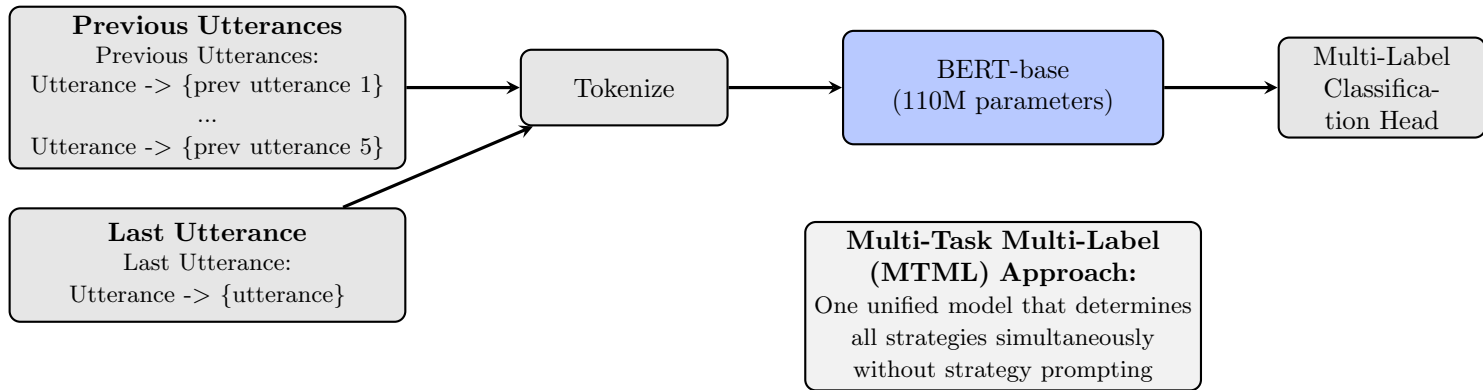 Previous Utterances
Previous Utterances:
Utterance -> {prev utterance 1}
...
Utterance -> {prev utterance 5}
Last Utterance
Last Utterance:
Utterance -> {utterance}
Tokenize
BERT-base
(110M parameters)
Multi-Label
Classifica-
tion Head
Multi-Task Multi-Label
(MTML) Approach:
One unified model that determines
all strategies simultaneously
without strategy prompting